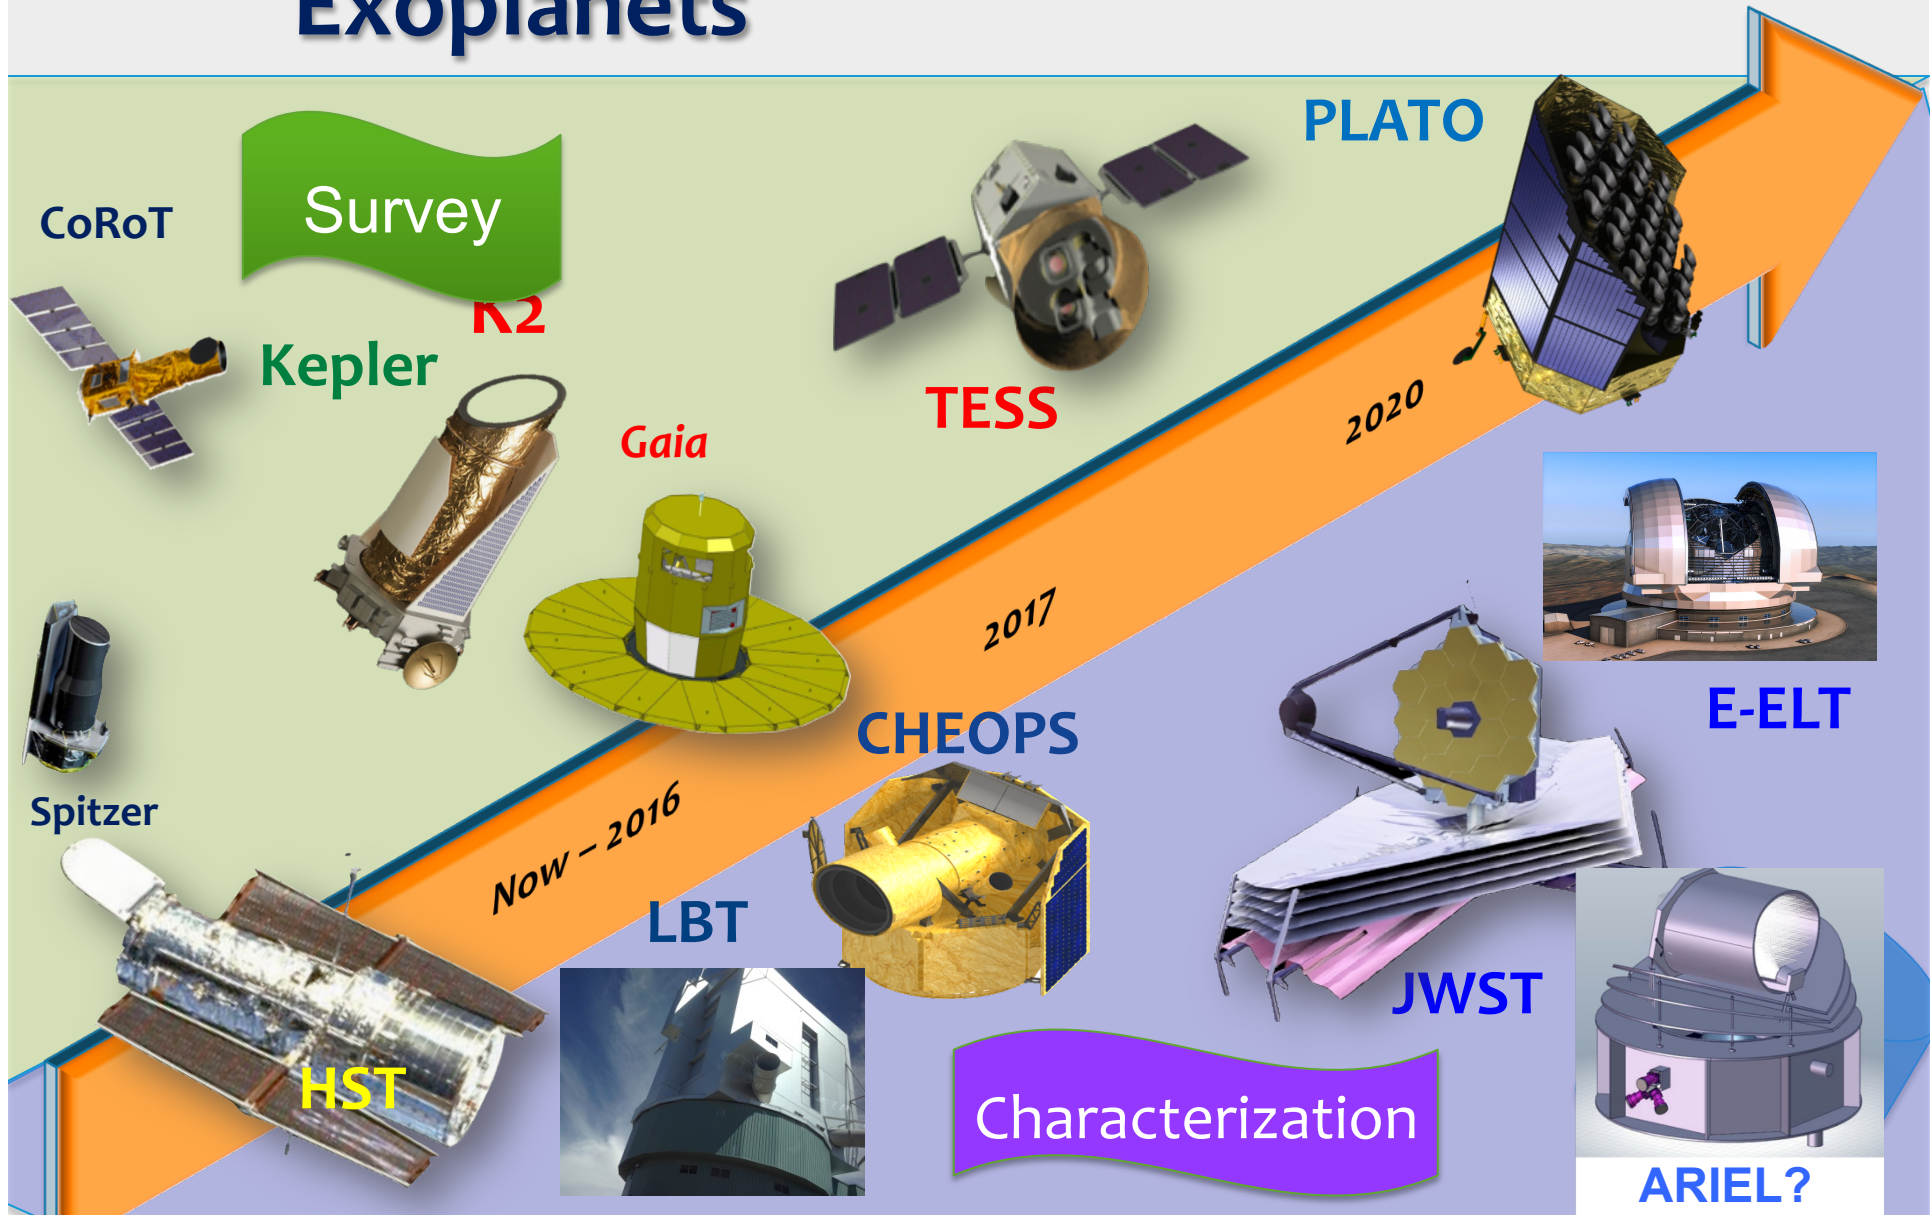 Exoplanets
PLATO
Survey
CoRoT
K2
Kepler
TESS
2020
Gaia
2017
E-ELT
CHEOPS
Spitzer
Now – 2016
LBT
JWST
HST
Characterization
ARIEL?